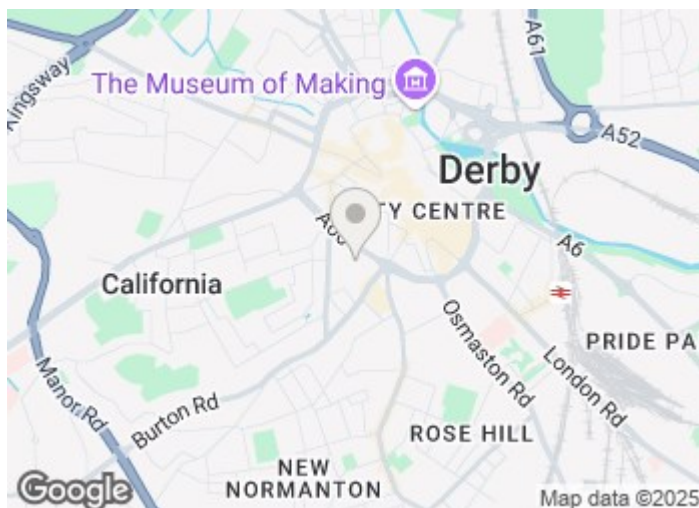 A61
Kingsway
The Museum of Making
A52
Derby
CITY CENTRE
A6
California
Osmaston Rd
PRIDE PA
London Rd
Manor Rd
Burton Rd
ROSE HILL
NEW
NORMANTON
Google
Map data ©2025